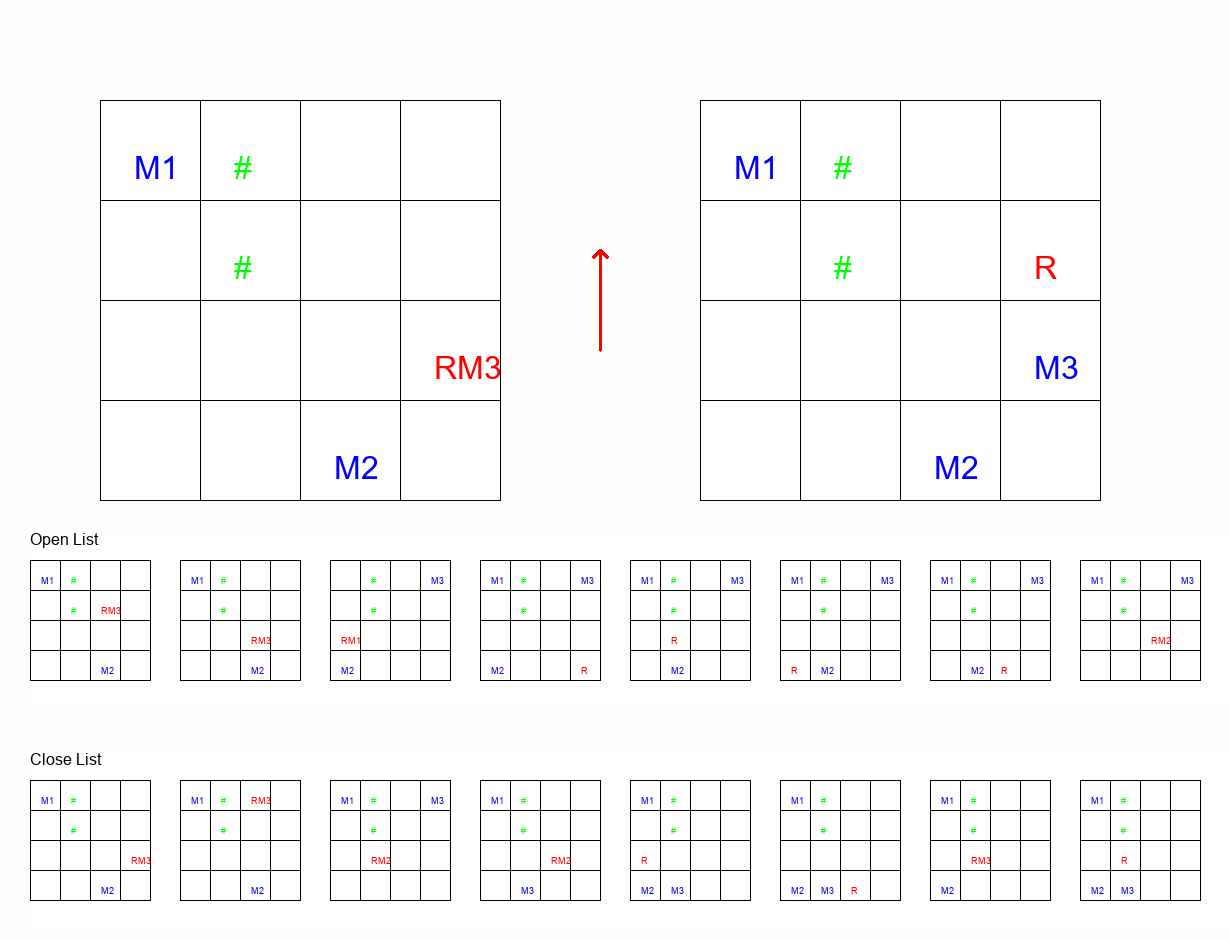 M1 # M1 #
# # R
RM3 M3
M2 M2
Open List
M1 # M1 # # M3 M1 # M3 M1 # M3 M1 # M3 M1 # M3 M1 # M3
# RM3 # # # # # # #
RM3 RM1 R RM2
M2 M2 M2 M2 R M2 R M2 M2 R
Close List
M1 # M1 # RM3 M1 # M3 M1 # M1 # M1 # M1 # M1 #
# # # # # # # #
RM3 RM2 RM2 R RM3 R
M2 M2 M3 M2 M3 M2 M3 R M2 M2 M3